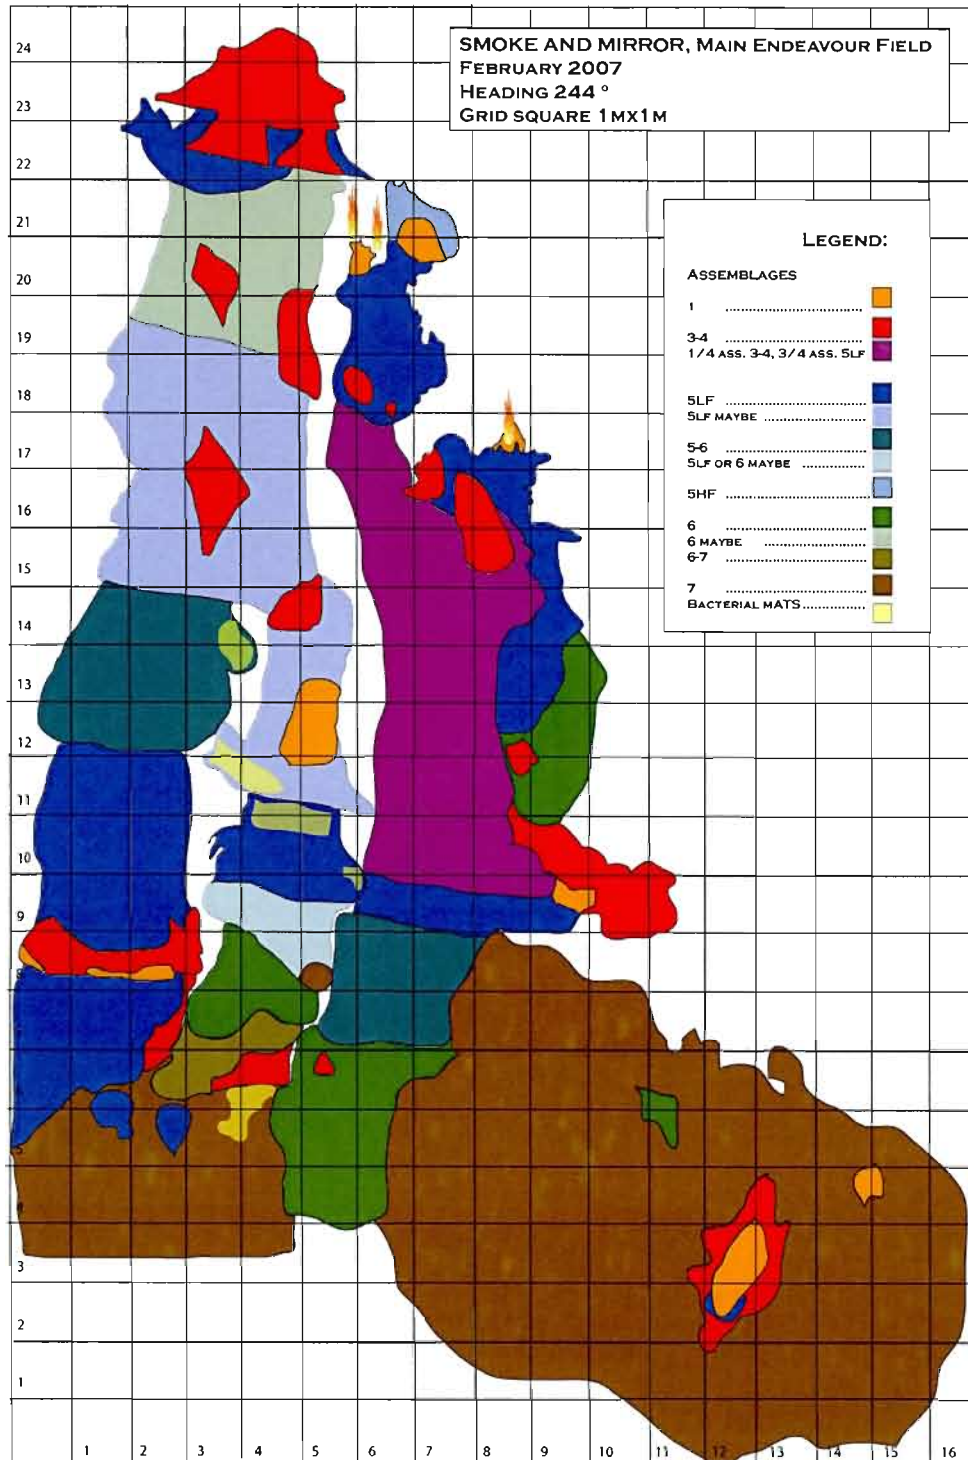 SMOKE AND MIRROR, MAIN ENDEAVOUR FIELD
FEBRUARY 2007
HEADING 244 °
GRID SQUARE 1MX1M
LEGEND:
ASSEMBLAGES
1 ..............................
3-4 ..............................
1/4 ASS. 3-4, 3/4 ASS. 5LF
5LF ..............................
5LF MAYBE ......................
5-6 ..............................
5LF OR 6 MAYBE .............
5HF ..............................
6 ..............................
6 MAYBE ......................
6-7 ..............................
7 ..............................
BACTERIAL MATS .............
24
23
22
21
20
19
18
17
16
15
14
13
12
11
10
9
8
5
4
3
2
1
1 2 3 4 5 6 7 8 9 10 11 12 13 14 15 16